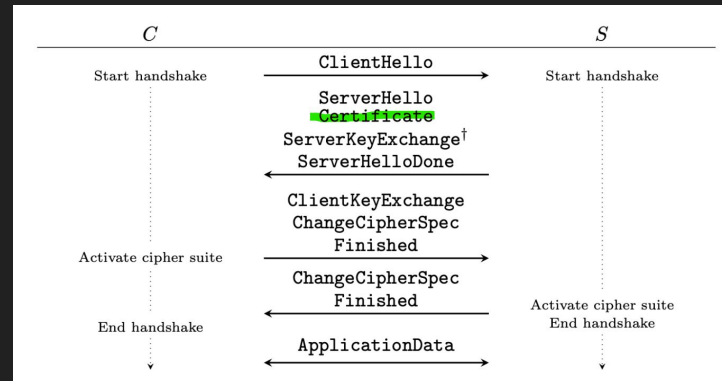 C S
Start handshake ClientHello Start handshake
ServerHello
Certificate
ServerKeyExchange†
ServerHelloDone
ClientKeyExchange
ChangeCipherSpec
Finished
Activate cipher suite
ChangeCipherSpec
Finished
Activate cipher suite
End handshake
End handshake
ApplicationData